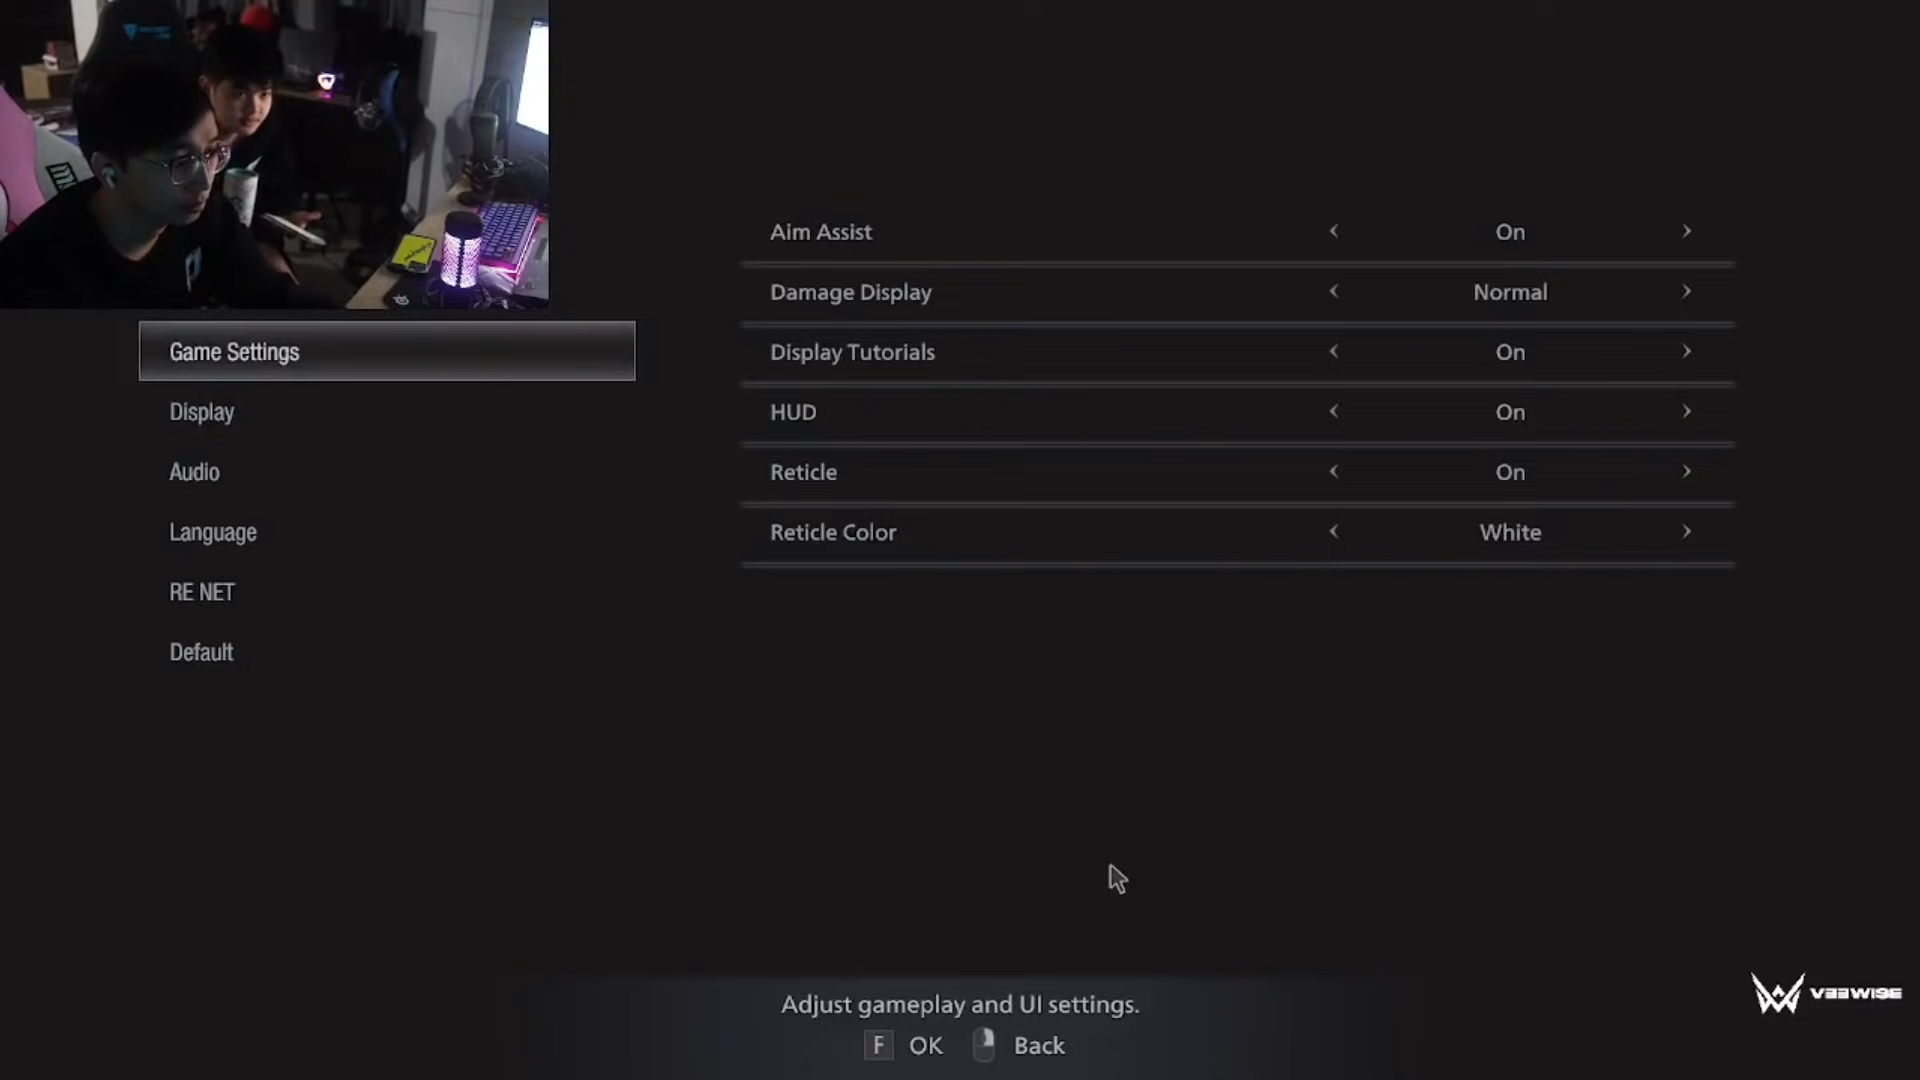 Aim Assist
On
Damage Display
Normal
Display Tutorials
On
HUD
On
Reticle
On
Reticle Color
White
Game Settings
Display
Audio
Language
RE NET
Default
Adjust gameplay and UI settings.
F OK Back
V33WISE